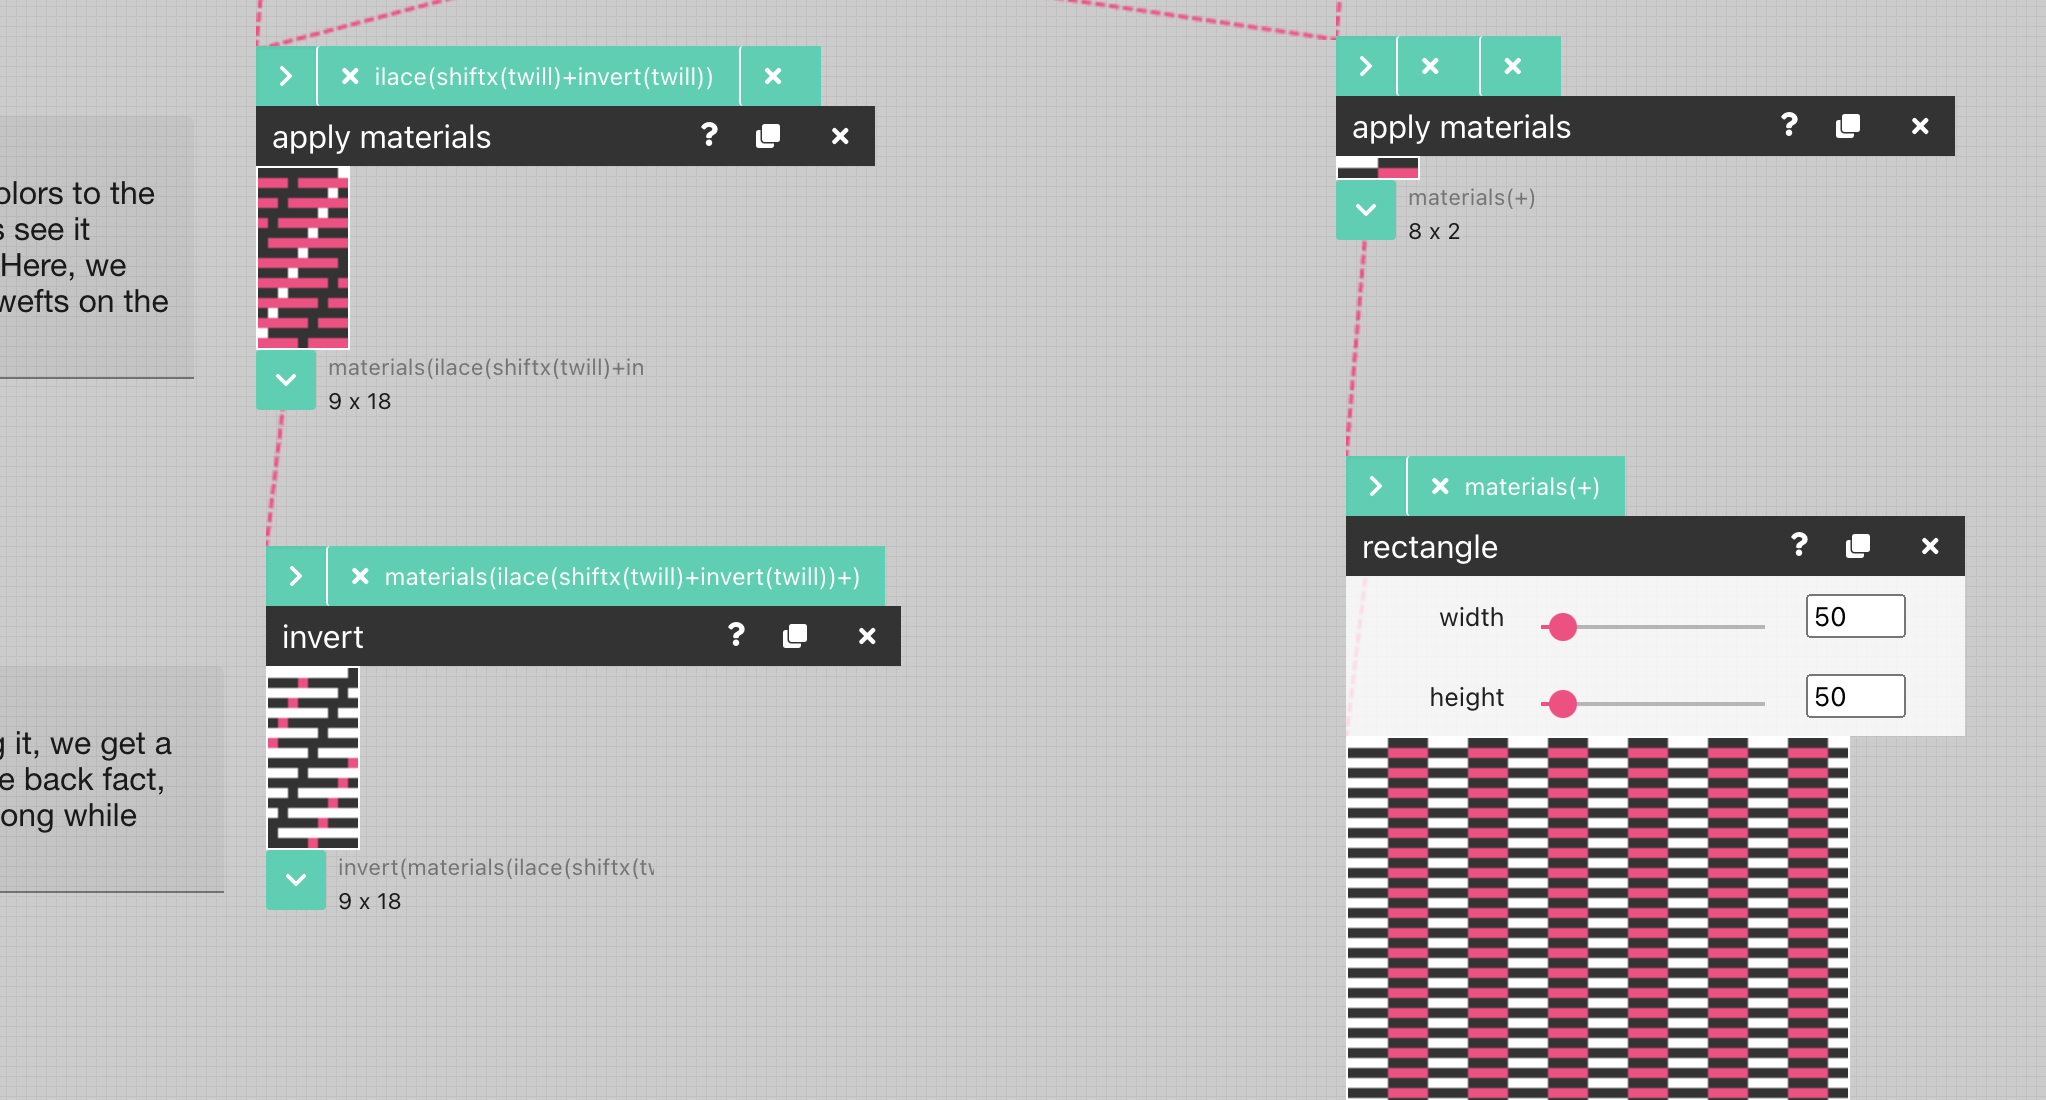 ilace(shiftx(twill)+invert(twill))
apply materials ?
materials(ilace(shiftx(twill)+in
9 x 18
olors to the
s see it
Here, we
wefts on the
materials(ilace(shiftx(twill)+invert(twill))+)
invert ?
invert(materials(ilace(shiftx(tw
9 x 18
g it, we get a
e back fact,
ong while
apply materials ?
materials(+)
8 x 2
materials(+)
rectangle ?
width 50
height 50